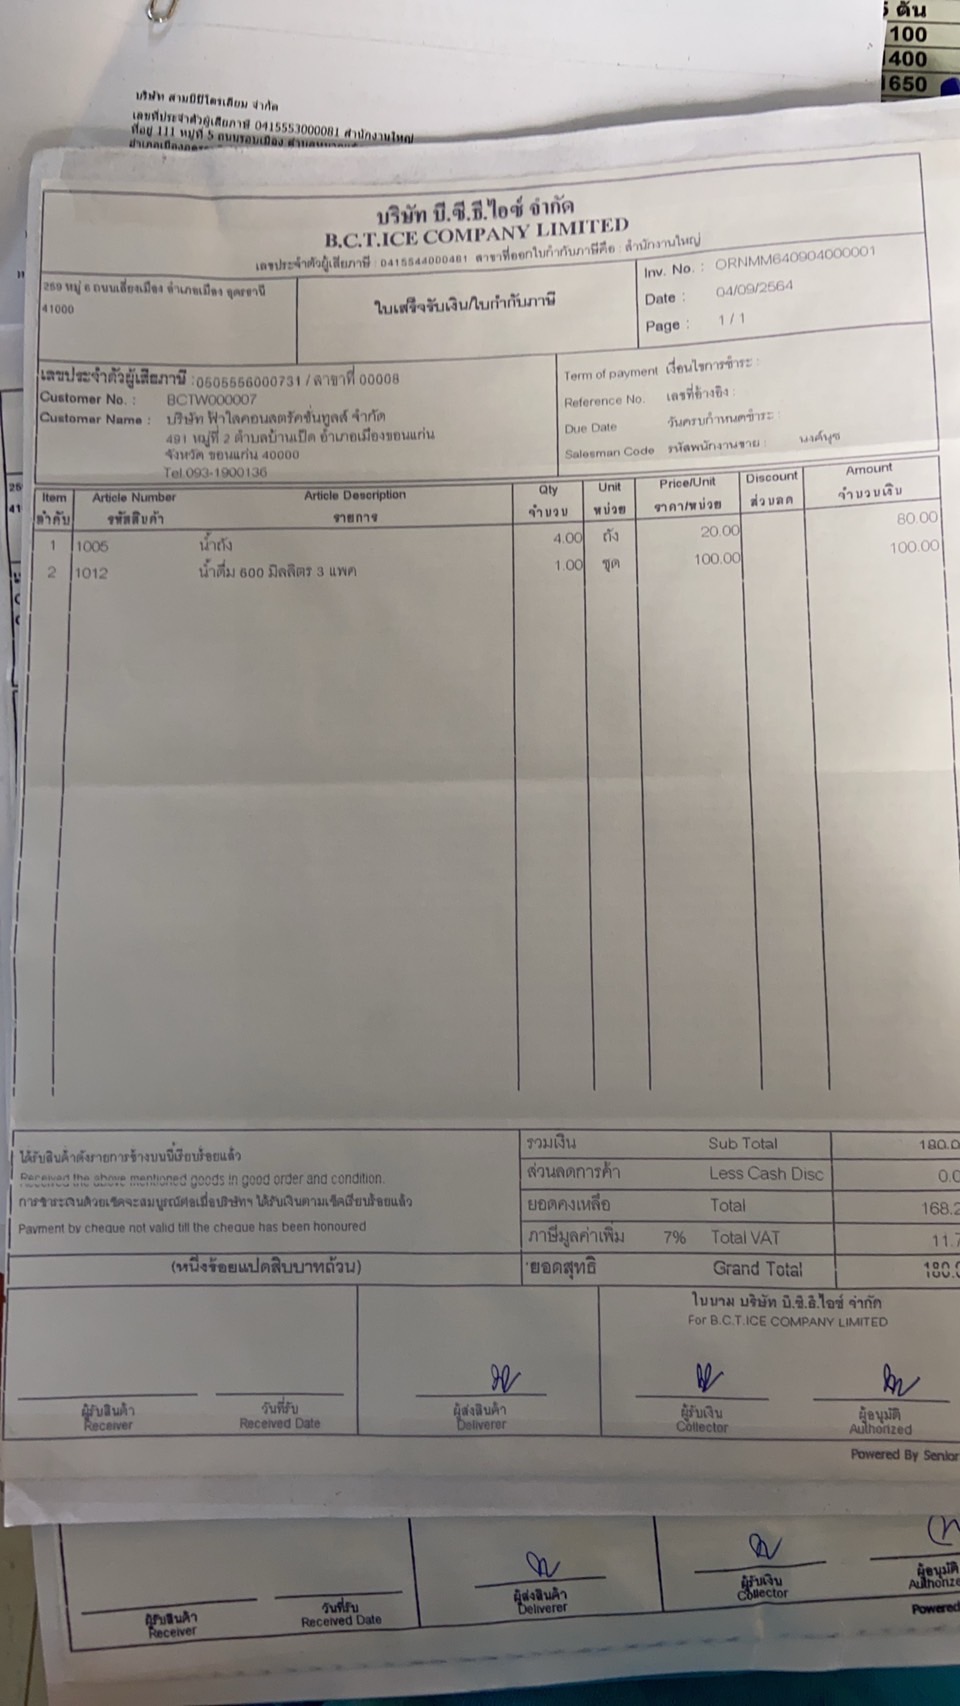 5 ตัน
100
400
1650
บริษัท สามมิปิโตรเดียม จำกัด
เลขที่ประจำตัวผู้เสียภาษี 0415553000081 สำนักงานใหญ่
ที่อยู่ 111 หมู่ที่ 5 ถนนรอบเมือง
บริษัท บี.ซี.ธี.ไอซ์ จำกัด
B.C.T.ICE COMPANY LIMITED
เลขประจำตัวผู้เสียภาษี : 0415544000461 สาขาที่ออกใบกำกับภาษีคือ : สำนักงานใหญ่
259 หมู่ 6 ถนนเลี่ยงเมือง อำเภอเมือง อุดรธานี
41000
ใบเสร็จรับเงิน/ใบกำกับภาษี
Inv. No. : ORNMM640904000001
Date : 04/09/2564
Page : 1 / 1
เลขประจำตัวผู้เสียภาษี : 0505556000731 / สาขาที่ 00008
Customer No. : BCTW000007
Customer Name : บริษัท ฟ้าใสคอนสตรัคชั่นทูลส์ จำกัด
491 หมู่ที่ 2 ตำบลบ้านเป็ด อำเภอเมืองขอนแก่น
จังหวัด ขอนแก่น 40000
Tel.093-1900136
Term of payment เงื่อนไขการชำระ :
Reference No. เลขที่อ้างอิง :
Due Date วันครบกำหนดชำระ :
Salesman Code รหัสพนักงานขาย : นงค์นุช
Item Article Number Article Description Qty Unit Price/Unit Discount Amount
ลำดับ รหัสสินค้า รายการ จำนวน หน่วย ราคา/หน่วย ส่วนลด จำนวนเงิน
1 1005 น้ำถัง 4.00 ถัง 20.00 80.00
2 1012 น้ำดื่ม 600 มิลลิตร 3 แพค 1.00 ชุด 100.00 100.00
ได้รับสินค้าดังรายการข้างบนนี้เรียบร้อยแล้ว
Received the above mentioned goods in good order and condition.
การชำระเงินด้วยเช็คจะสมบูรณ์ต่อเมื่อบริษัทฯ ได้รับเงินตามเช็คเรียบร้อยแล้ว
Payment by cheque not valid till the cheque has been honoured
(หนึ่งร้อยแปดสิบบาทถ้วน)
รวมเงิน Sub Total 180.0
ส่วนลดการค้า Less Cash Disc 0.0
ยอดคงเหลือ Total 168.2
ภาษีมูลค่าเพิ่ม 7% Total VAT 11.7
ยอดสุทธิ Grand Total 180.0
ในนาม บริษัท บี.ซี.ธี.ไอซ์ จำกัด
For B.C.T.ICE COMPANY LIMITED
ผู้รับสินค้า วันที่รับ ผู้ส่งสินค้า ผู้รับเงิน ผู้อนุมัติ
Receiver Received Date Deliverer Collector Authorized
Powered By Senior
ผู้รับสินค้า วันที่รับ ผู้ส่งสินค้า ผู้รับเงิน ผู้อนุมัติ
Receiver Received Date Deliverer Collector Authorize
Powered